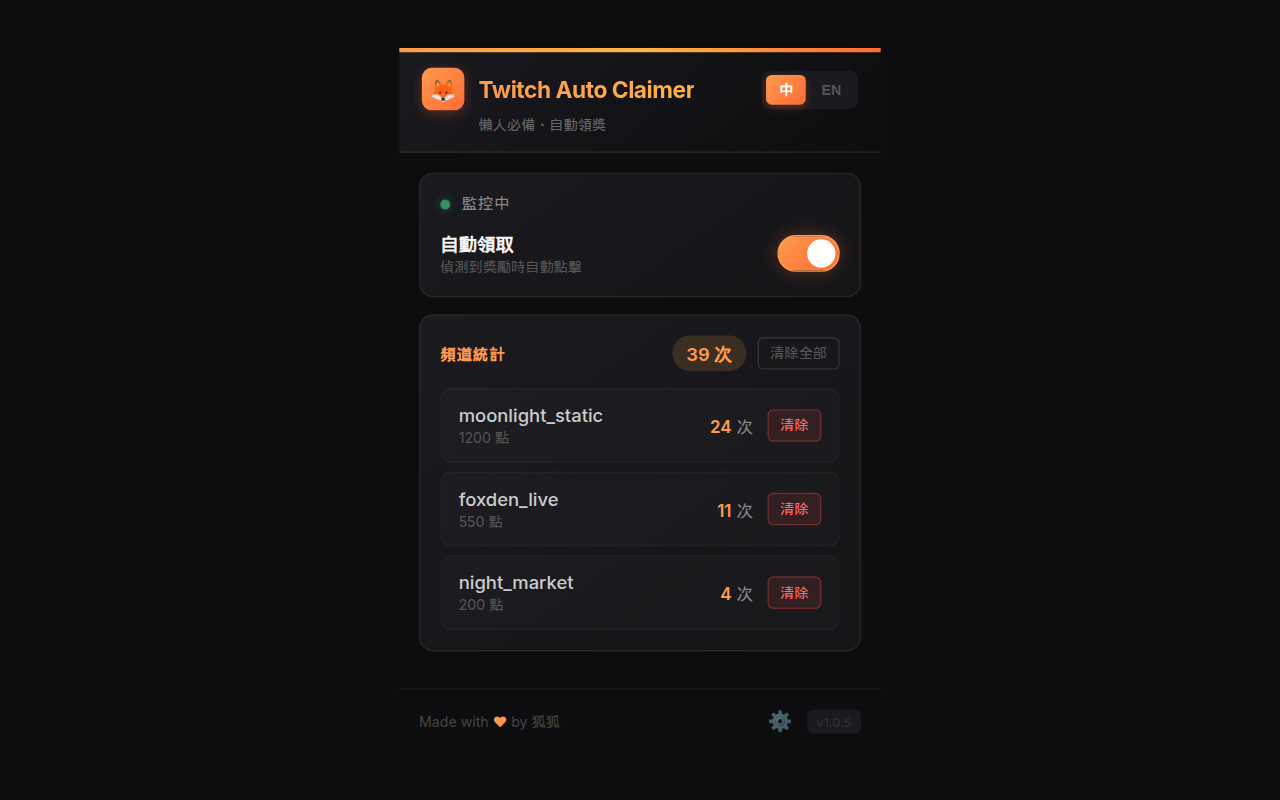 Twitch Auto Claimer
中 EN
懶人必備・自動領獎
監控中
自動領取
偵測到獎勵時自動點擊
頻道統計 39 次 清除全部
moonlight_static
1200 點
24 次 清除
foxden_live
550 點
11 次 清除
night_market
200 點
4 次 清除
Made with 🧡 by 狐狐
v1.0.5